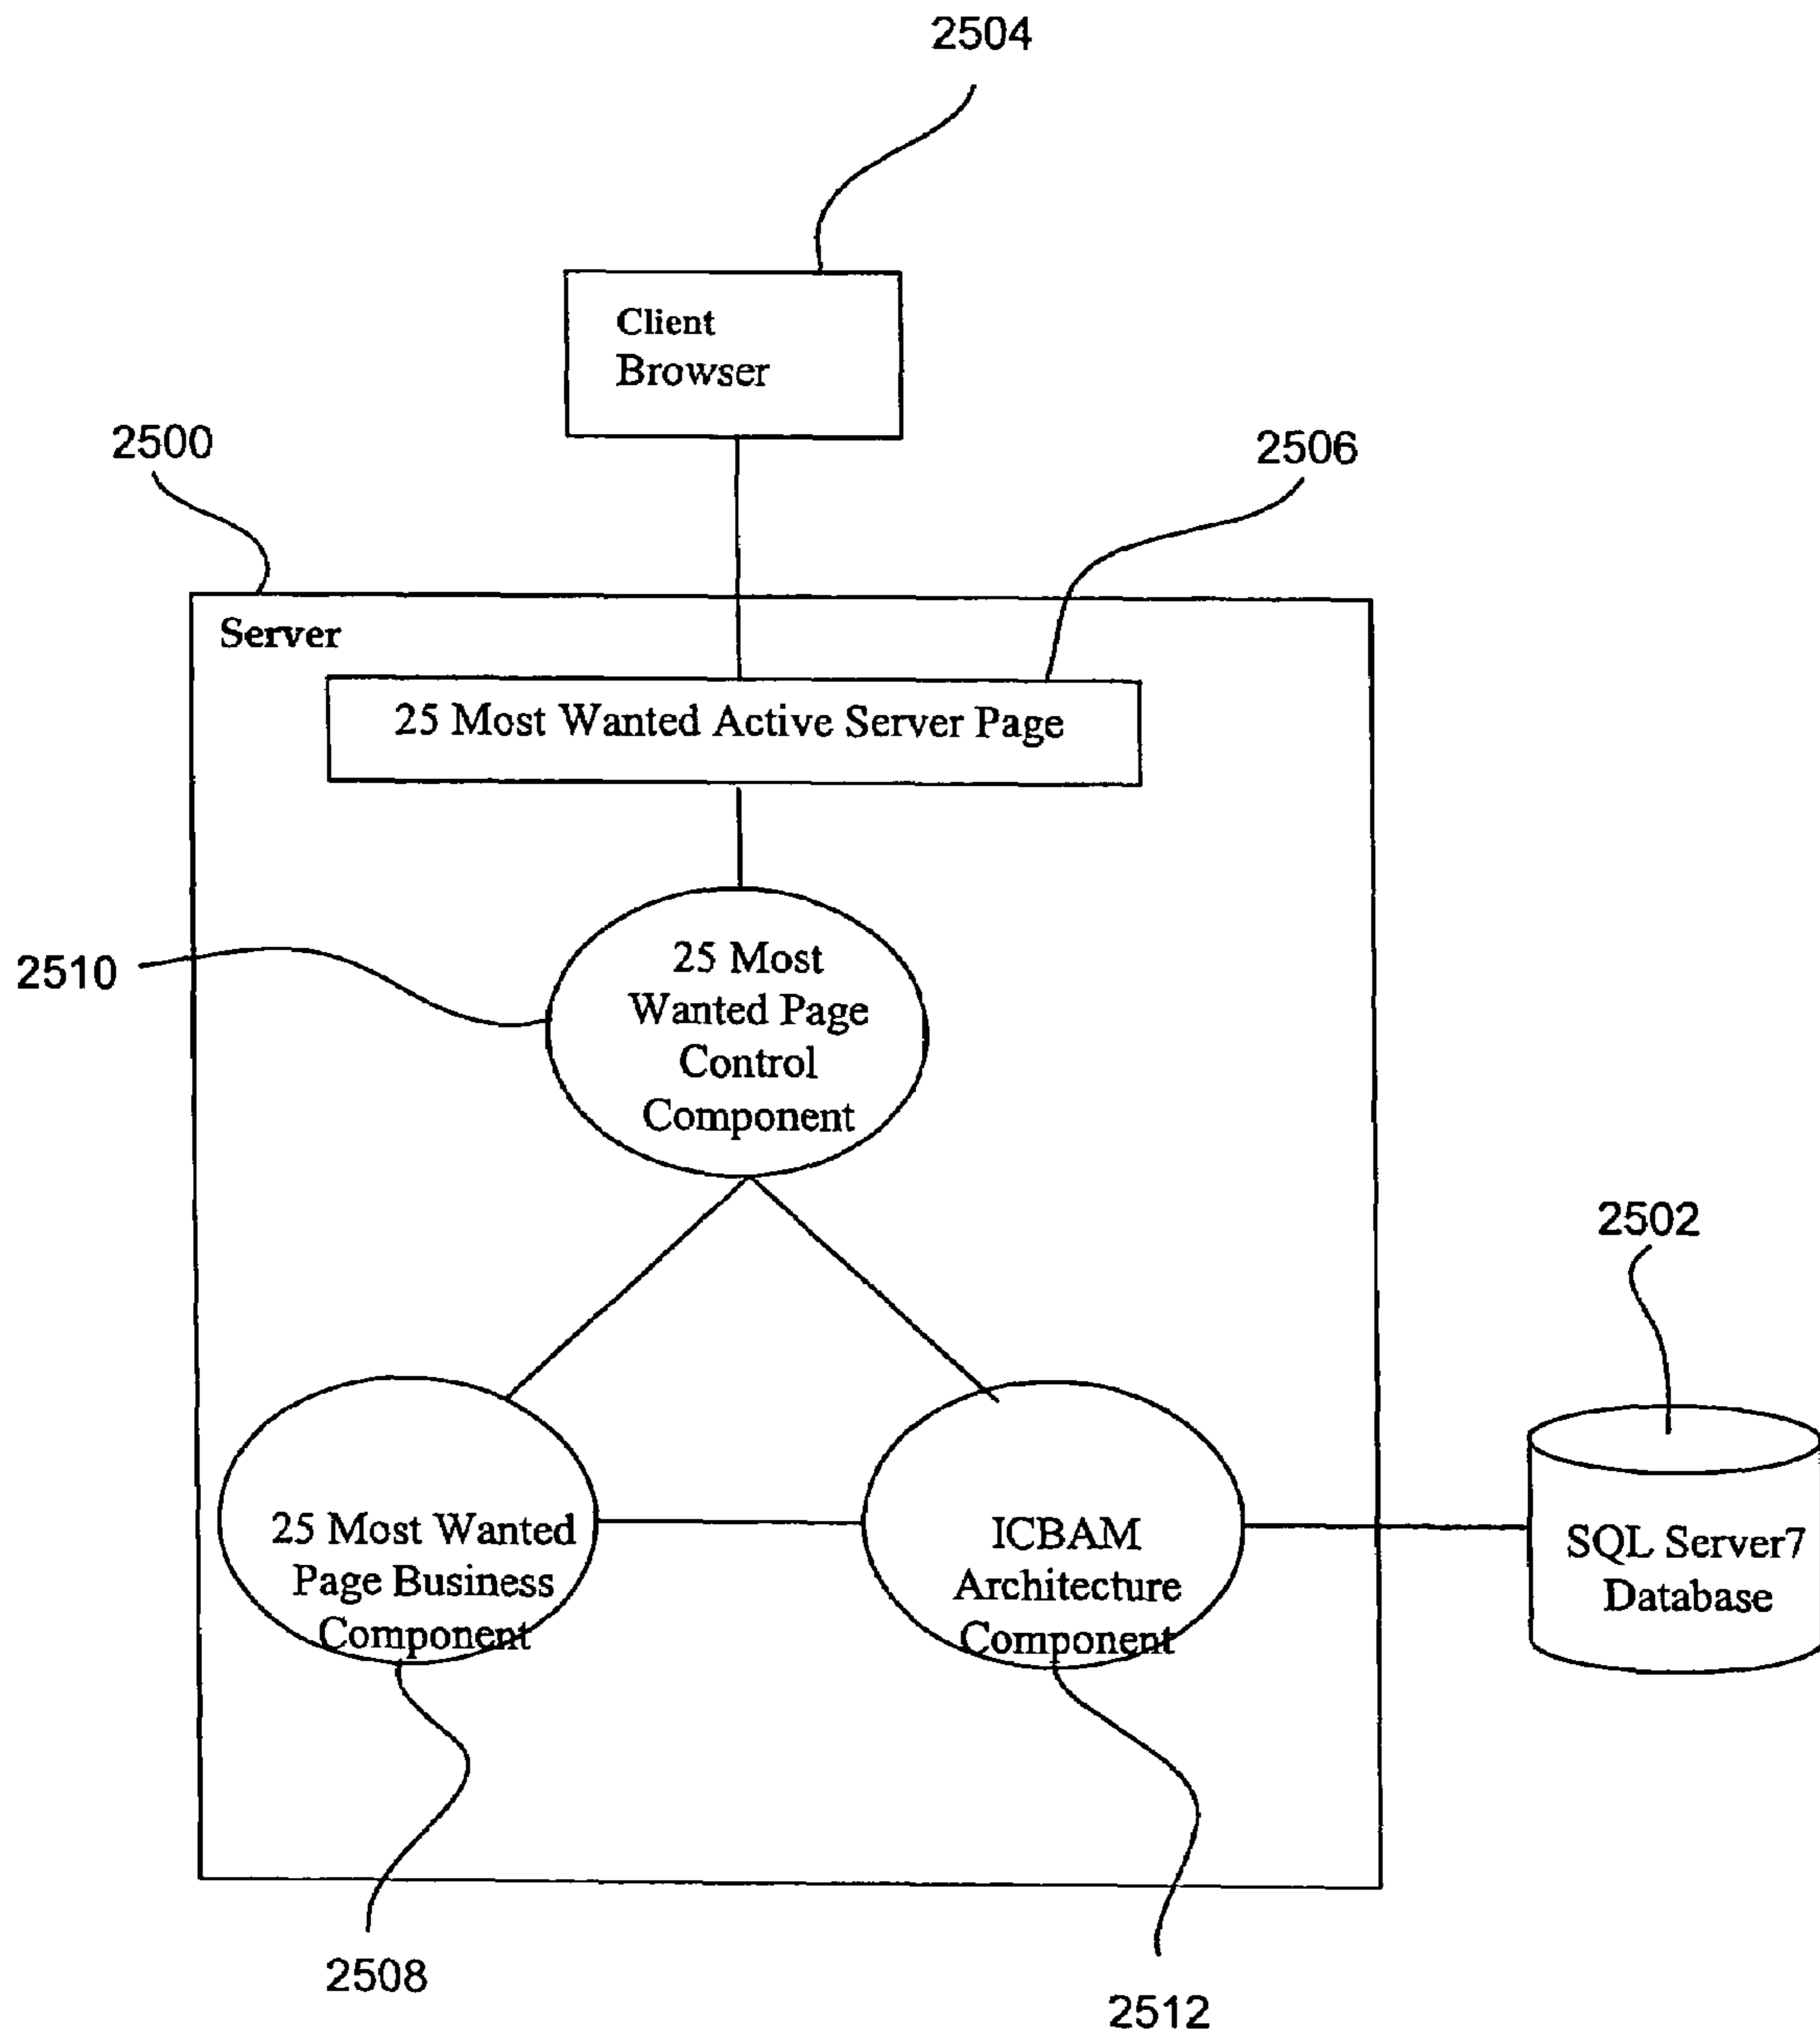 2504
Client
Browser
2500
2506
Server
25 Most Wanted Active Server Page
2510
25 Most
Wanted Page
Control
Component
2502
25 Most Wanted
Page Business
Component
ICBAM
Architecture
Component
SQL Server7
Database
2508
2512